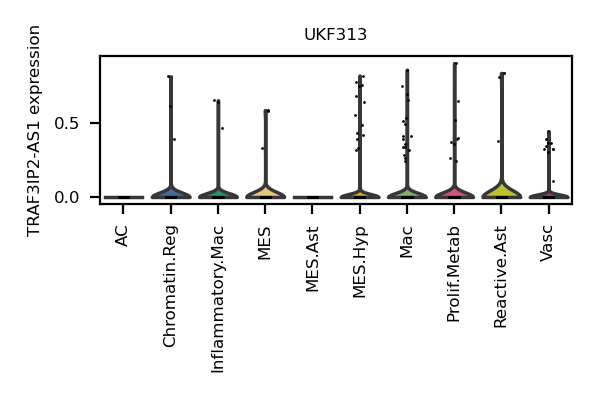 UKF313
TRAF3IP2-AS1 expression
0.5
0.0
AC
Chromatin.Reg
Inflammatory.Mac
MES
MES.Ast
MES.Hyp
Mac
Prolif.Metab
Reactive.Ast
Vasc